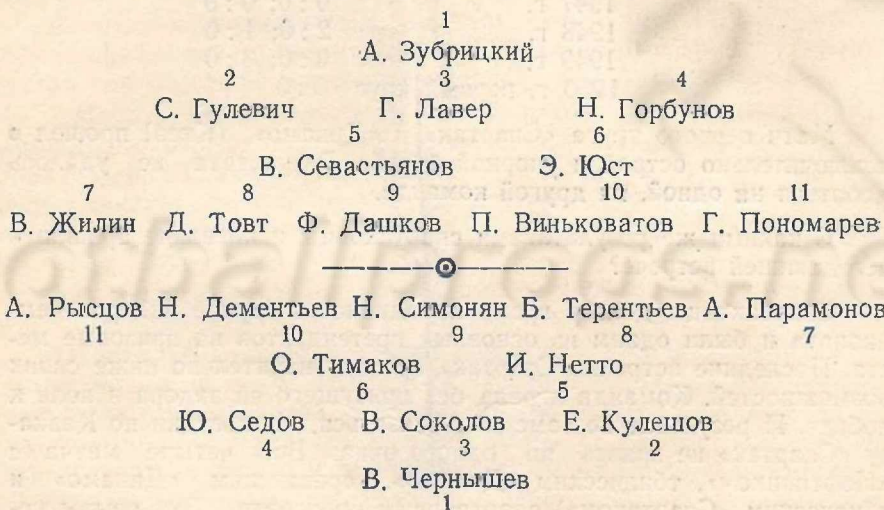 1
А. Зубрицкий
2 3 4
С. Гулевич Г. Лавер Н. Горбунов
5 6
В. Севастьянов Э. Юст
7 8 9 10 11
В. Жилин Д. Товт Ф. Дашков П. Виньковатов Г. Пономарев
А. Рысцов Н. Дементьев Н. Симонян Б. Терентьев А. Парамонов
11 10 9 8 7
О. Тимаков И. Нетто
6 5
Ю. Седов В. Соколов Е. Кулешов
4 3 2
В. Чернышев
1